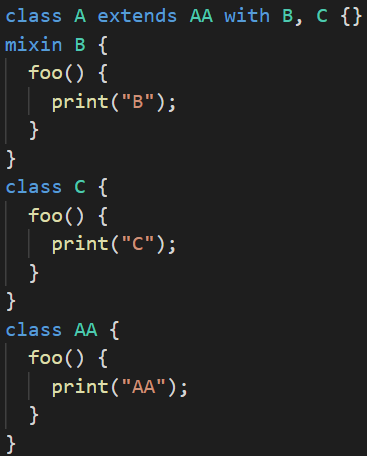 class A extends AA with B, C {}
mixin B {
  foo() {
    print("B");
  }
}
class C {
  foo() {
    print("C");
  }
}
class AA {
  foo() {
    print("AA");
  }
}